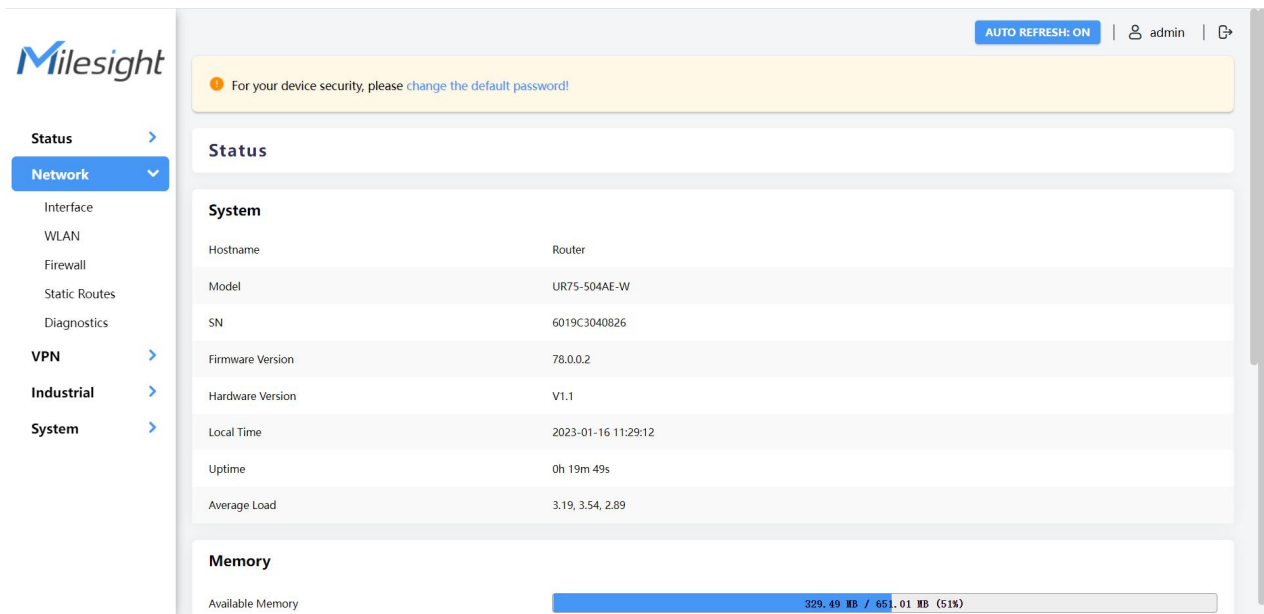 Milesight
AUTO REFRESH: ON | admin |
For your device security, please change the default password!
Status
Network
Interface
WLAN
Firewall
Static Routes
Diagnostics
VPN
Industrial
System
Status
System
Hostname Router
Model UR75-504AE-W
SN 6019C3040826
Firmware Version 78.0.0.2
Hardware Version V1.1
Local Time 2023-01-16 11:29:12
Uptime 0h 19m 49s
Average Load 3.19, 3.54, 2.89
Memory
Available Memory 329.49 MB / 651.01 MB (51%)